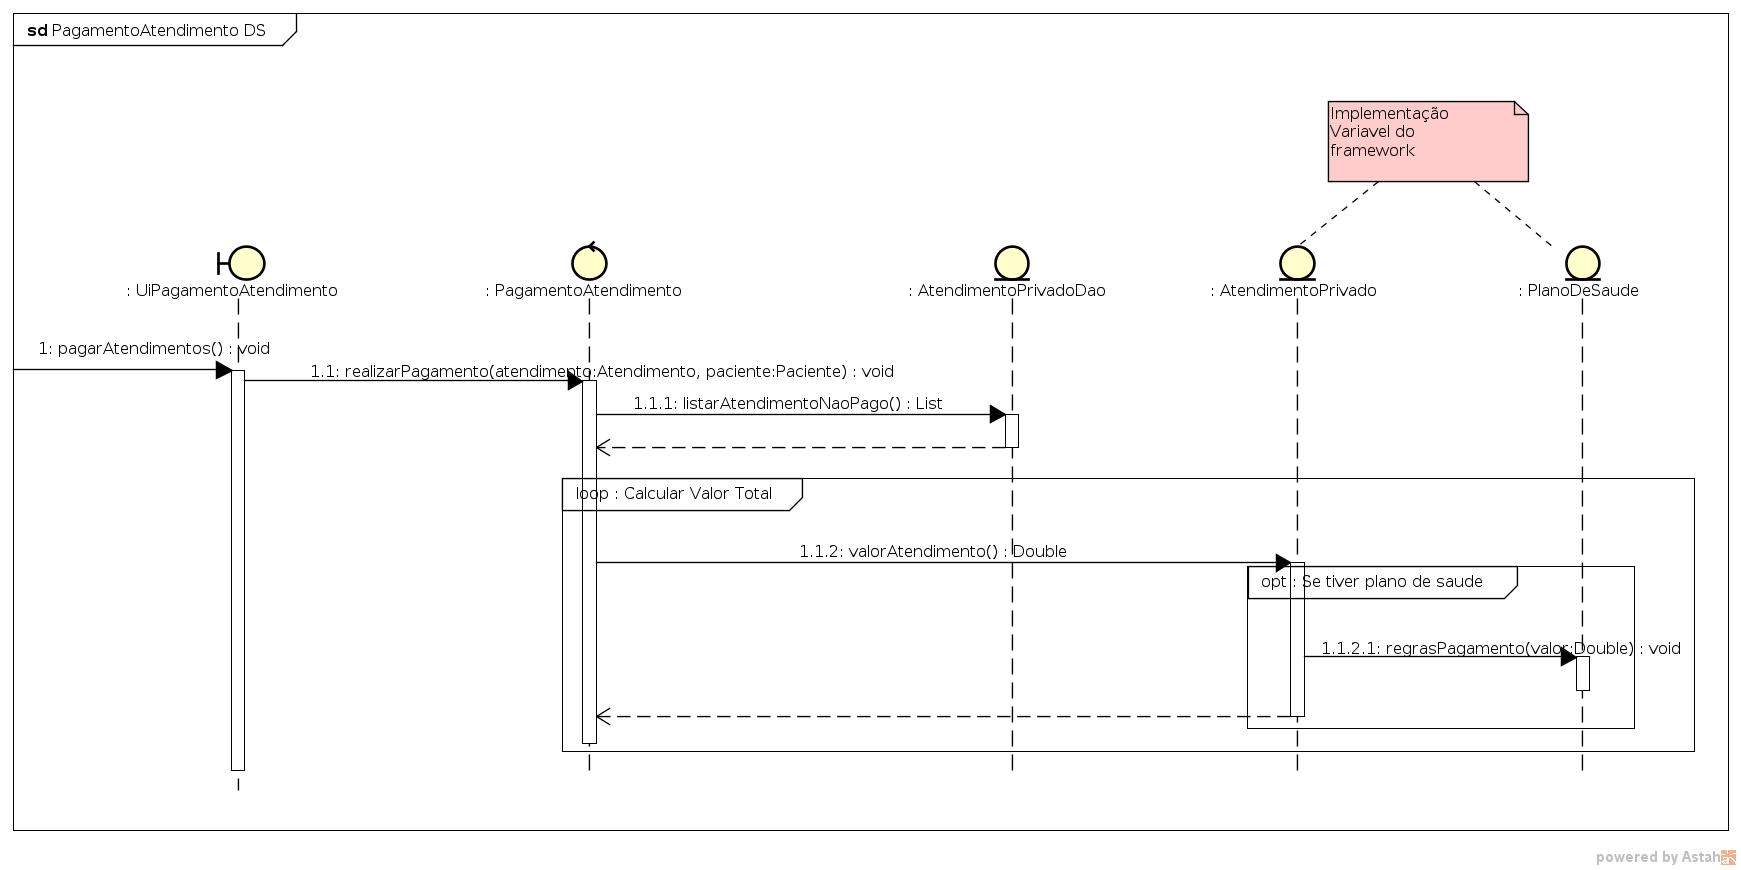 sd PagamentoAtendimento DS
Implementação
Variavel do
framework
: UiPagamentoAtendimento
: PagamentoAtendimento
: AtendimentoPrivadoDao
: AtendimentoPrivado
: PlanoDeSaude
1: pagarAtendimentos() : void
1.1: realizarPagamento(atendimento:Atendimento, paciente:Paciente) : void
1.1.1: listarAtendimentoNaoPago() : List
loop : Calcular Valor Total
1.1.2: valorAtendimento() : Double
opt : Se tiver plano de saude
1.1.2.1: regrasPagamento(valor:Double) : void
powered by Astah